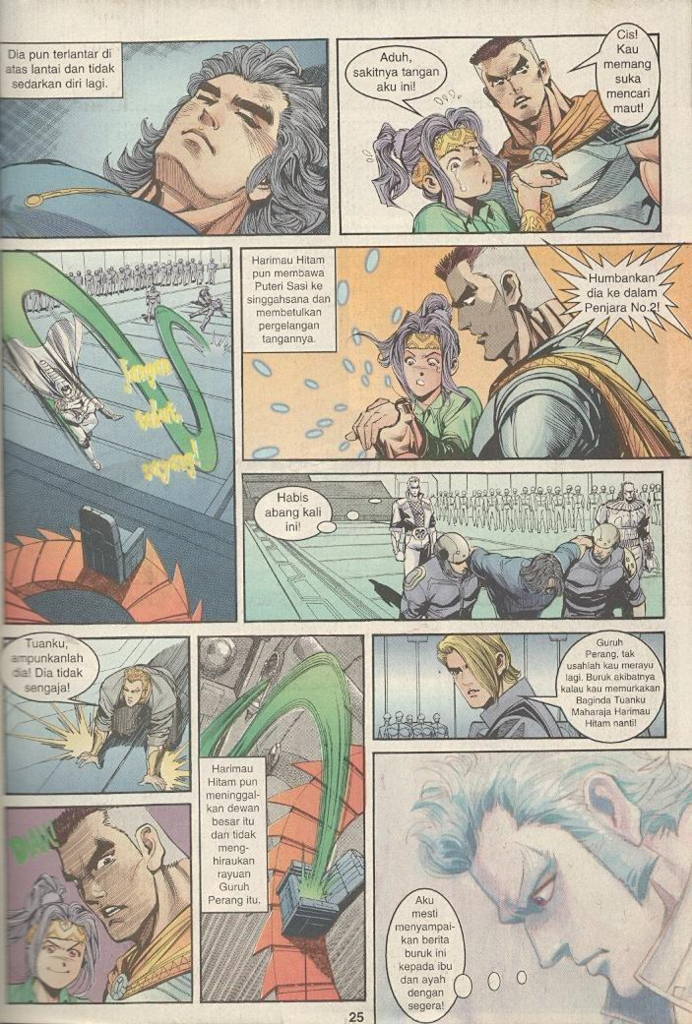 Dia pun terlantar di
atas lantai dan tidak
sedarkan diri lagi.
Aduh,
sakitnya tangan
aku ini!
Cis!
Kau
memang
suka
mencari
maut!
Jangan
takut,
sayang!
Harimau Hitam
pun membawa
Puteri Sasi ke
singgahsana dan
membetulkan
pergelangan
tangannya.
Humbankan
dia ke dalam
Penjara No.2!
Habis
abang kali
ini!
Tuanku,
ampunkanlah
dia! Dia tidak
sengaja!
Harimau
Hitam pun
meninggal-
kan dewan
besar itu
dan tidak
meng-
hiraukan
rayuan
Guruh
Perang itu.
Guruh
Perang, tak
usahlah kau merayu
lagi. Buruk akibatnya
kalau kau memurkakan
Baginda Tuanku
Maharaja Harimau
Hitam nanti!
Aku
mesti
menyampai-
kan berita
buruk ini
kepada ibu
dan ayah
dengan
segera!
25